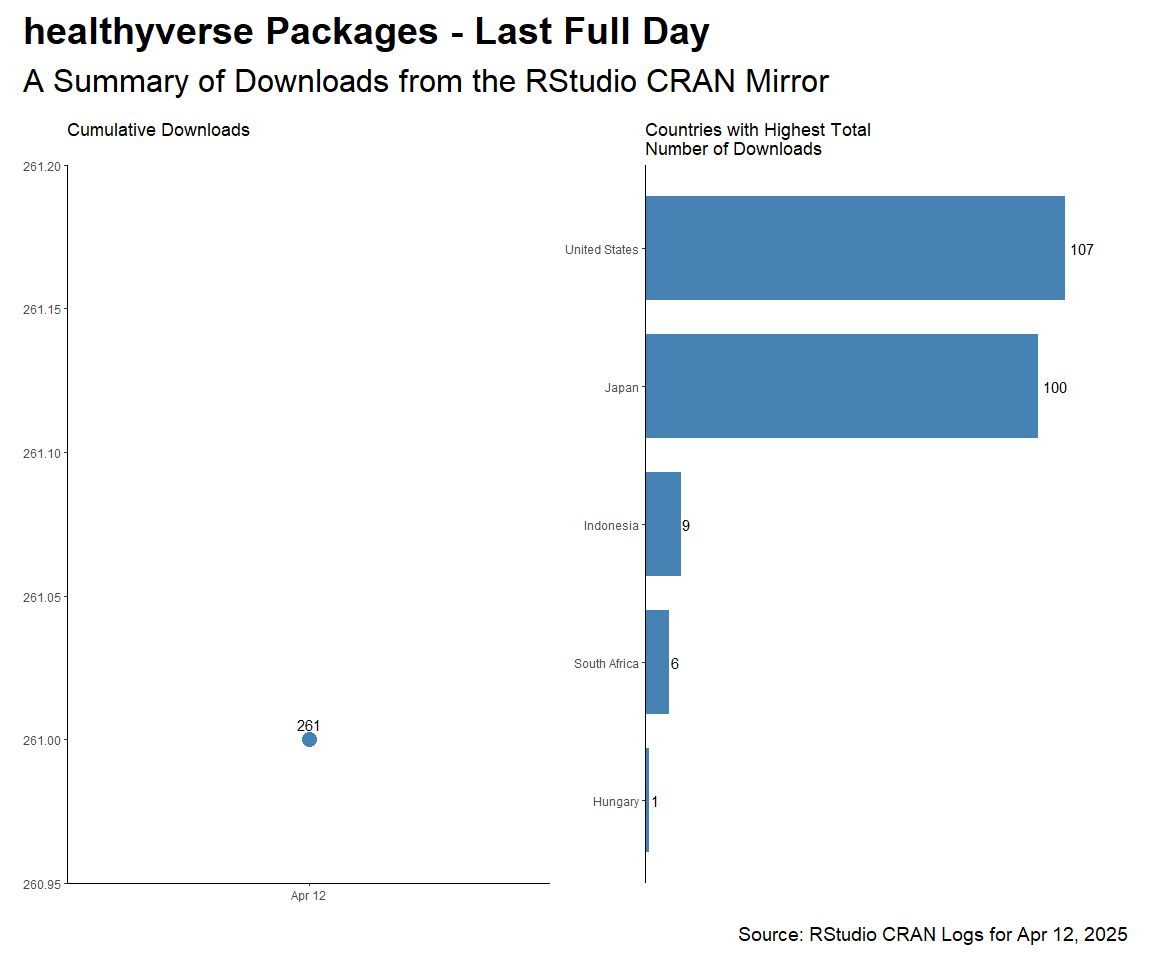 healthyverse Packages - Last Full Day
A Summary of Downloads from the RStudio CRAN Mirror
Cumulative Downloads
261.20
261.15
261.10
261.05
261.00
260.95
261
Apr 12
Countries with Highest Total
Number of Downloads
United States
107
Japan
100
Indonesia
9
South Africa
6
Hungary
1
Source: RStudio CRAN Logs for Apr 12, 2025